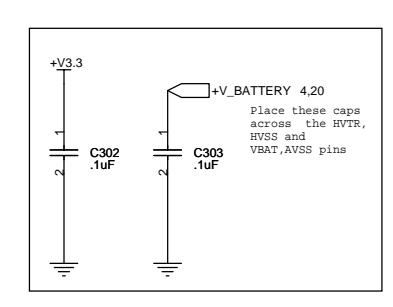 +V3.3
+V_BATTERY 4,20
Place these caps
across the HVTR,
HVSS and
VBAT,AVSS pins
1
1
C302
.1uF
C303
.1uF
2
2